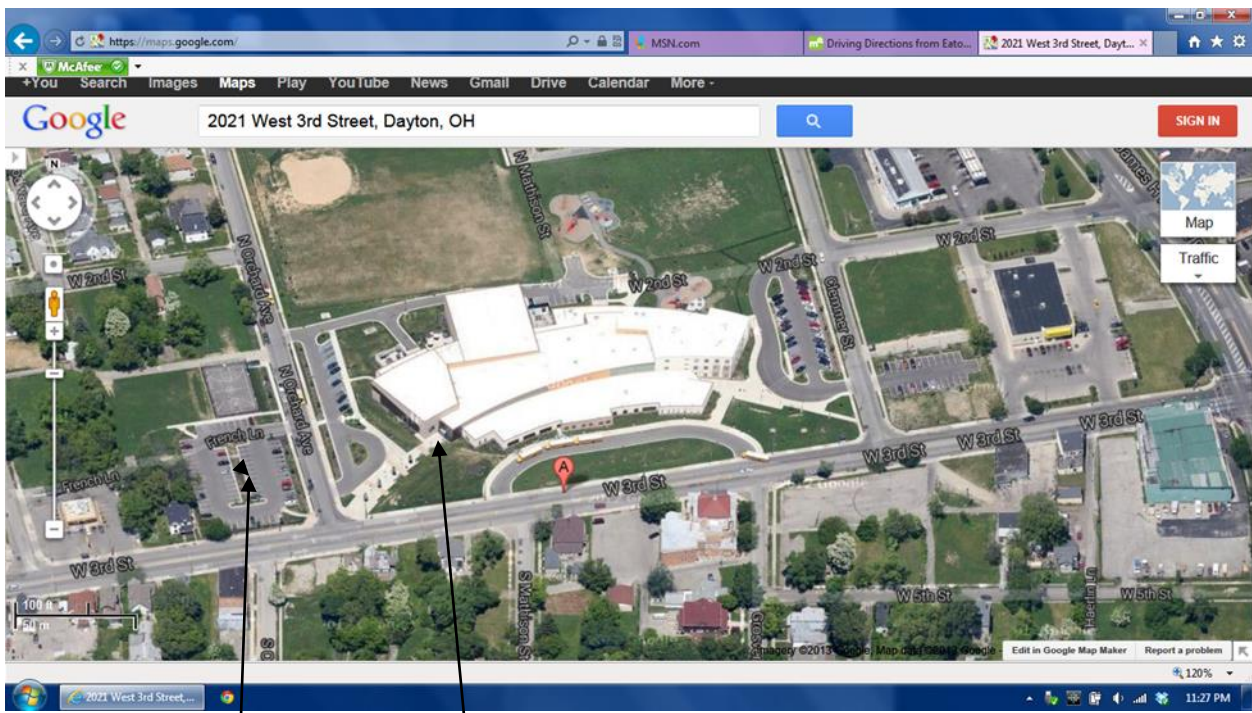 https://maps.google.com/
MSN.com
Driving Directions from Eato...
2021 West 3rd Street, Dayt...
McAfee
+You Search Images Maps Play YouTube News Gmail Drive Calendar More
Google
2021 West 3rd Street, Dayton, OH
SIGN IN
N
Map
Traffic
N Mathison St
W 2nd St
W 2nd St
N Orchard Ave
W 2nd St
W 2nd St
Clemmer St
N Orchard Ave
French Ln
French Ln
W 3rd St
W 3rd St
W 3rd St
A
W 3rd St
W 3rd St
S Mathison St
W 5th St
W 5th St
100 ft
50 m
Imagery ©2013 Google, Map data ©2013 Google
Edit in Google Map Maker
Report a problem
120%
2021 West 3rd Street,...
11:27 PM